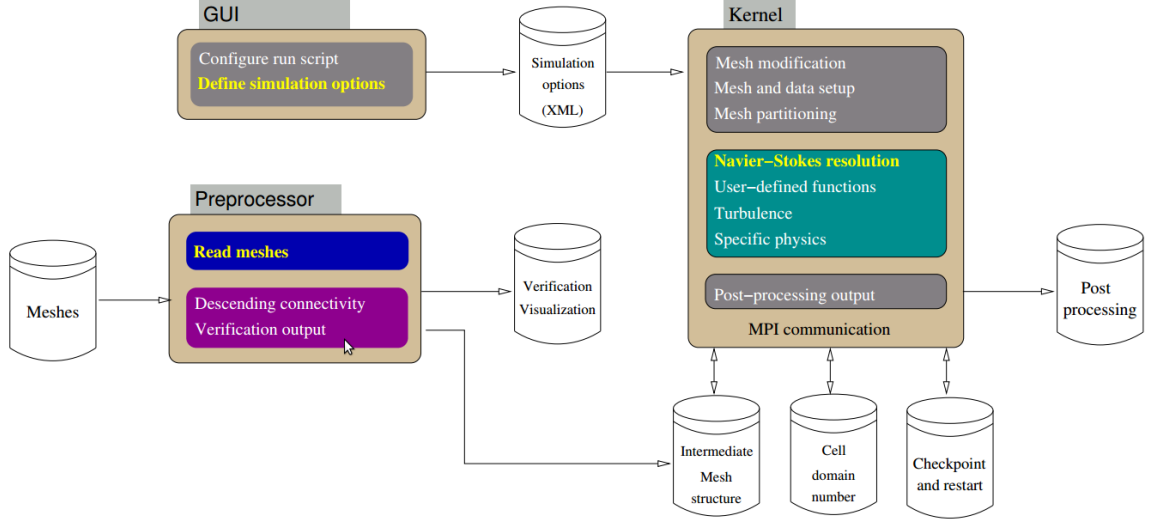 GUI
Configure run script
Define simulation options
Simulation
options
(XML)
Kernel
Mesh modification
Mesh and data setup
Mesh partitioning
Navier−Stokes resolution
User−defined functions
Turbulence
Specific physics
Post−processing output
MPI communication
Preprocessor
Read meshes
Descending connectivity
Verification output
Meshes
Verification
Visualization
Post
processing
Intermediate
Mesh
structure
Cell
domain
number
Checkpoint
and restart